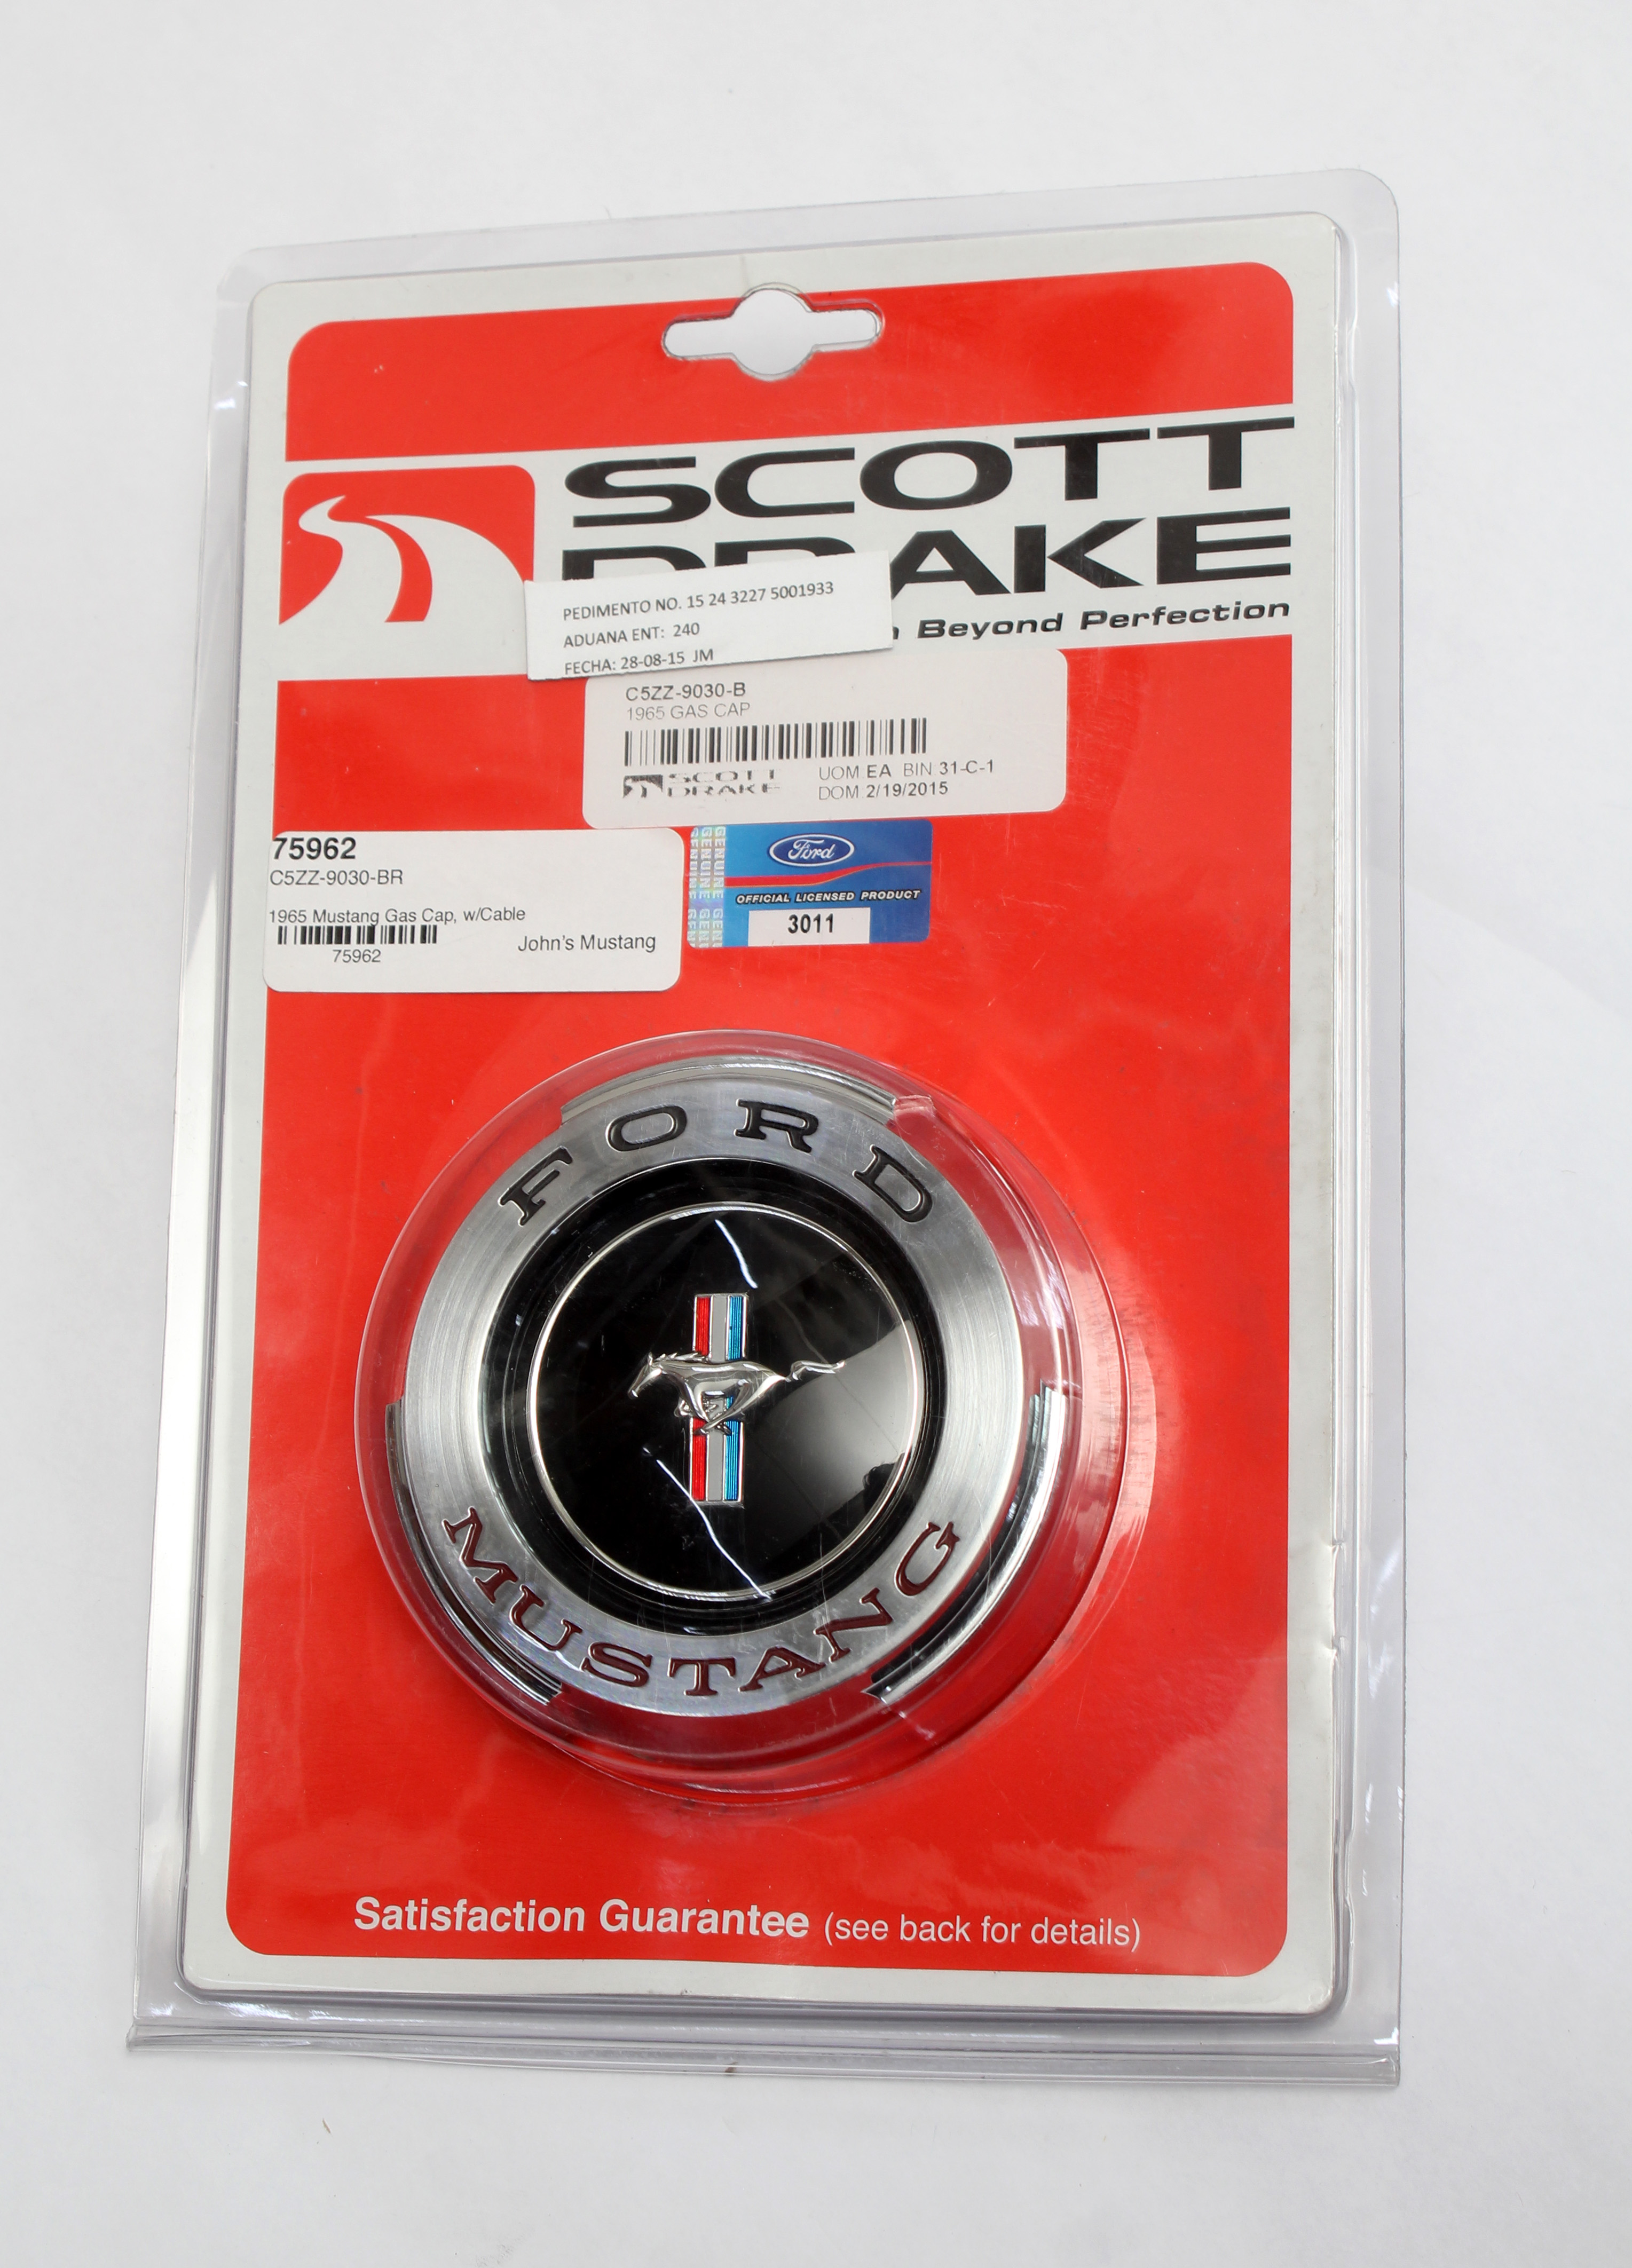 SCOTT
DRAKE
Beyond Perfection
PEDIMENTO NO. 15 24 3227 5001933
ADUANA ENT: 240
FECHA: 28-08-15 JM
C5ZZ-9030-B
1965 GAS CAP
SCOTT
DRAKE
UOM EA BIN 31-C-1
DOM 2/19/2015
75962
C5ZZ-9030-BR
1965 Mustang Gas Cap, w/Cable
75962
John's Mustang
GENUINE GENUINE
Ford
OFFICIAL LICENSED PRODUCT
3011
FORD
MUSTANG
Satisfaction Guarantee (see back for details)